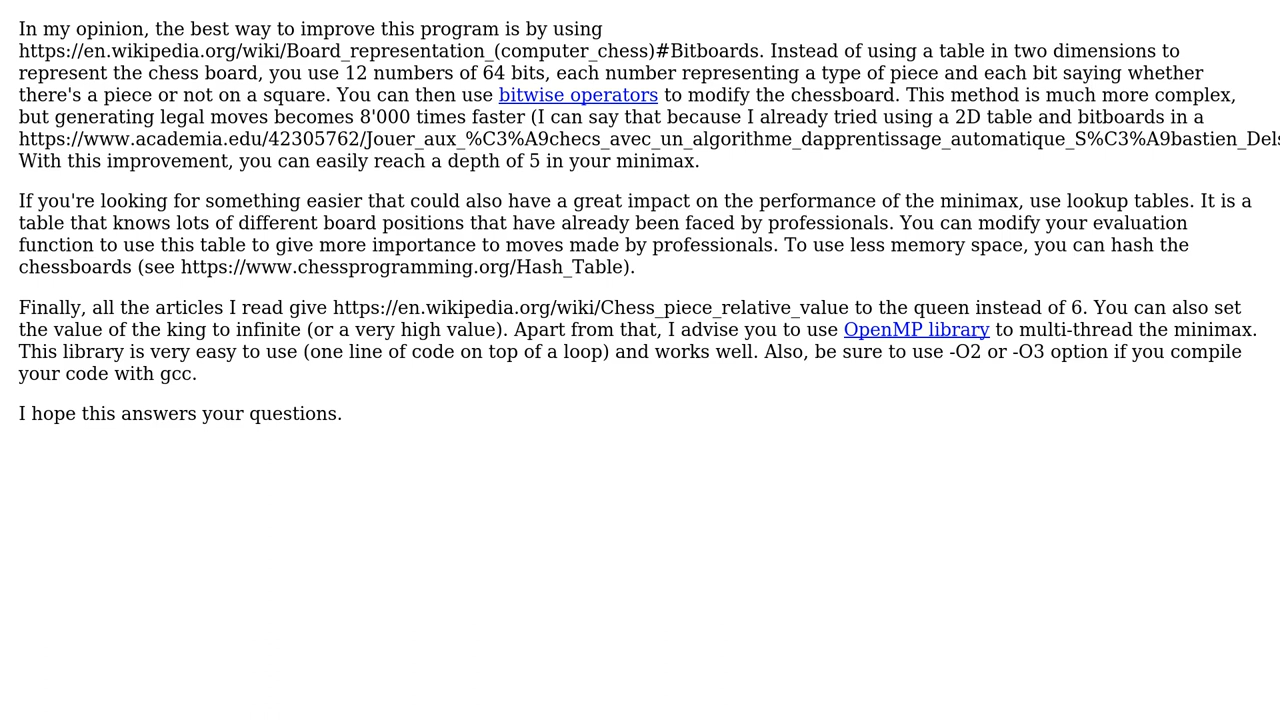 In my opinion, the best way to improve this program is by using
https://en.wikipedia.org/wiki/Board_representation_(computer_chess)#Bitboards. Instead of using a table in two dimensions to
represent the chess board, you use 12 numbers of 64 bits, each number representing a type of piece and each bit saying whether
there's a piece or not on a square. You can then use bitwise operators to modify the chessboard. This method is much more complex,
but generating legal moves becomes 8'000 times faster (I can say that because I already tried using a 2D table and bitboards in a
https://www.academia.edu/42305762/Jouer_aux_%C3%A9checs_avec_un_algorithme_dapprentissage_automatique_S%C3%A9bastien_Dels
With this improvement, you can easily reach a depth of 5 in your minimax.
If you're looking for something easier that could also have a great impact on the performance of the minimax, use lookup tables. It is a
table that knows lots of different board positions that have already been faced by professionals. You can modify your evaluation
function to use this table to give more importance to moves made by professionals. To use less memory space, you can hash the
chessboards (see https://www.chessprogramming.org/Hash_Table).
Finally, all the articles I read give https://en.wikipedia.org/wiki/Chess_piece_relative_value to the queen instead of 6. You can also set
the value of the king to infinite (or a very high value). Apart from that, I advise you to use OpenMP library to multi-thread the minimax.
This library is very easy to use (one line of code on top of a loop) and works well. Also, be sure to use -O2 or -O3 option if you compile
your code with gcc.
I hope this answers your questions.